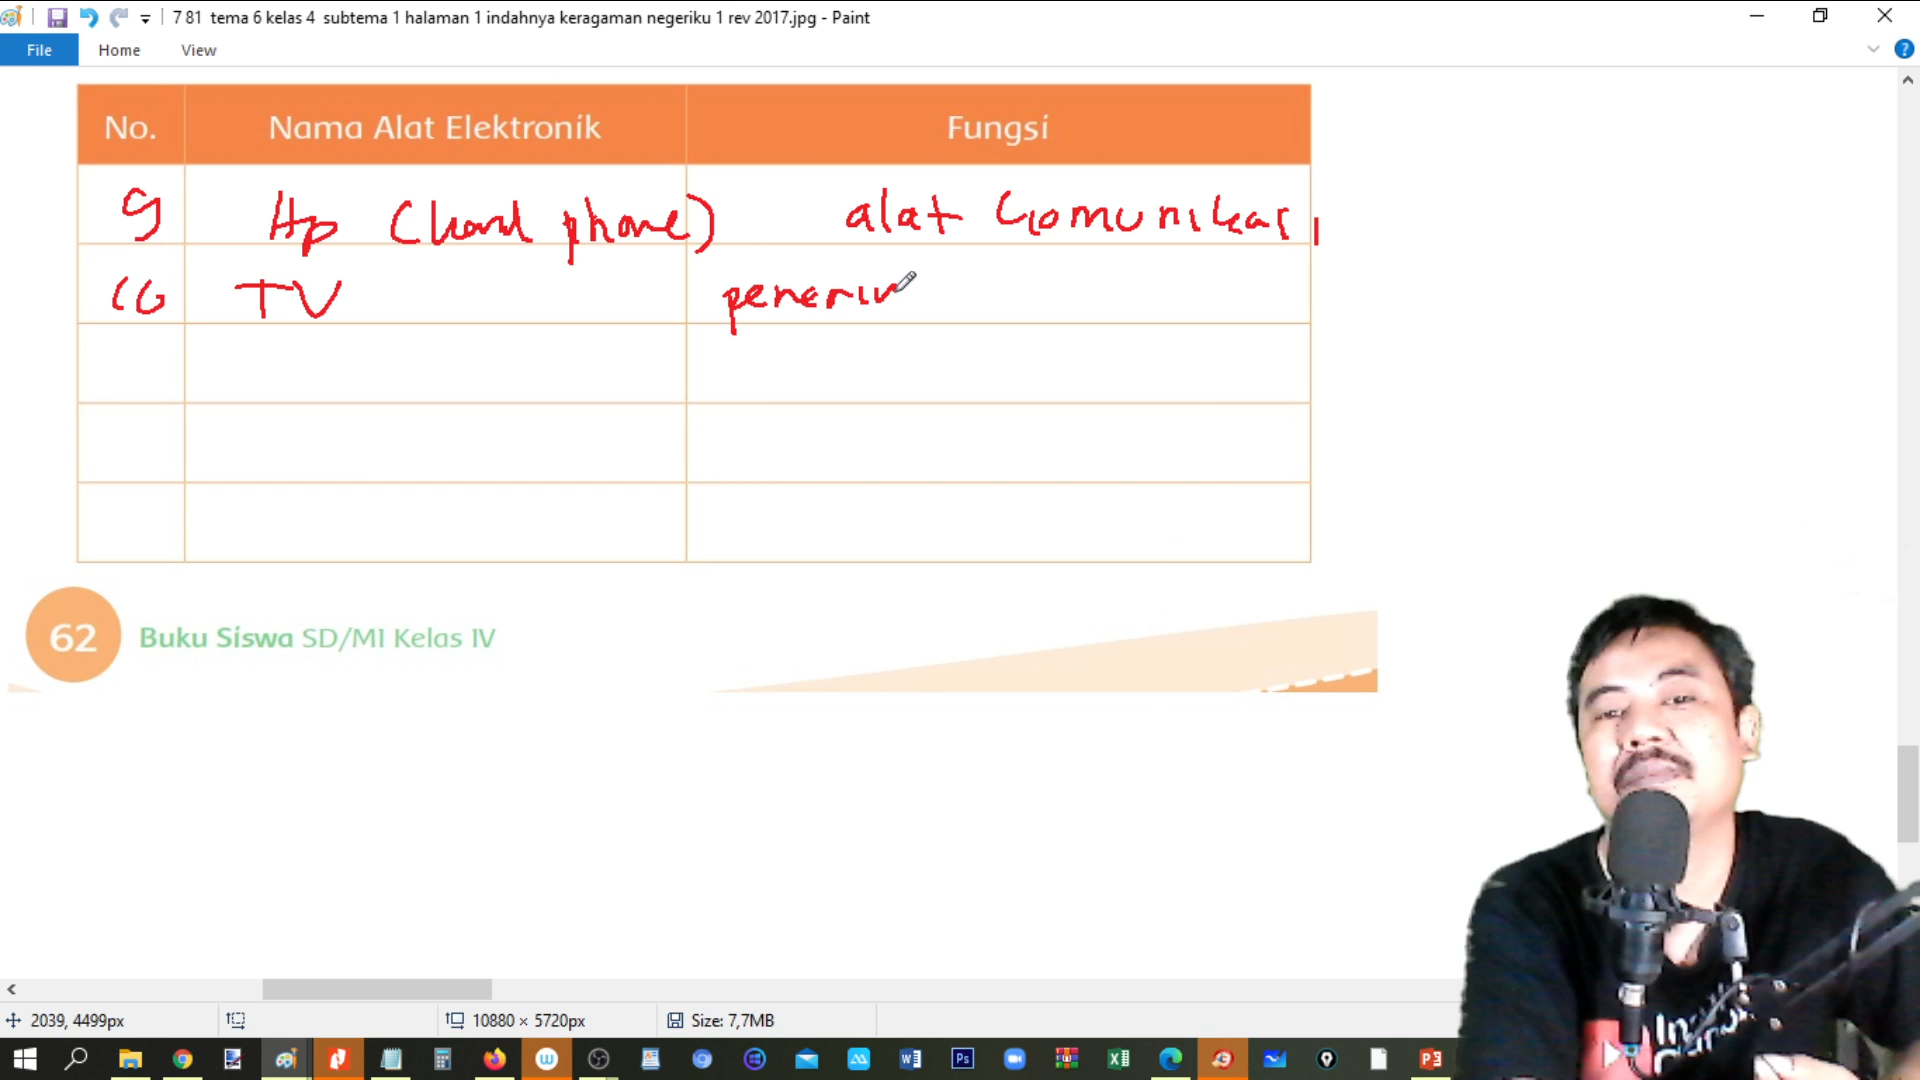 7 81 tema 6 kelas 4 subtema 1 halaman 1 indahnya keragaman negeriku 1 rev 2017.jpg - Paint
File Home View
No. Nama Alat Elektronik Fungsi
9 Hp (hand phone) alat komunikasi
10 TV penerim
62 Buku Siswa SD/MI Kelas IV
2039, 4499px 10880 × 5720px Size: 7,7MB